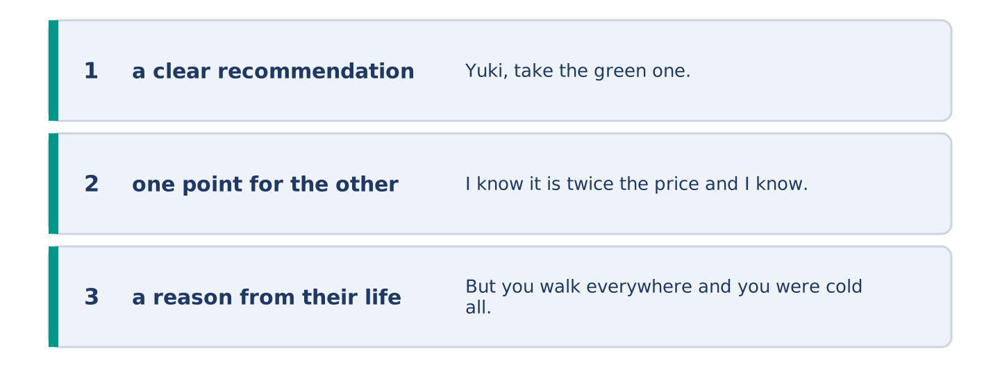 1 a clear recommendation Yuki, take the green one.
2 one point for the other I know it is twice the price and I know.
3 a reason from their life But you walk everywhere and you were cold
all.